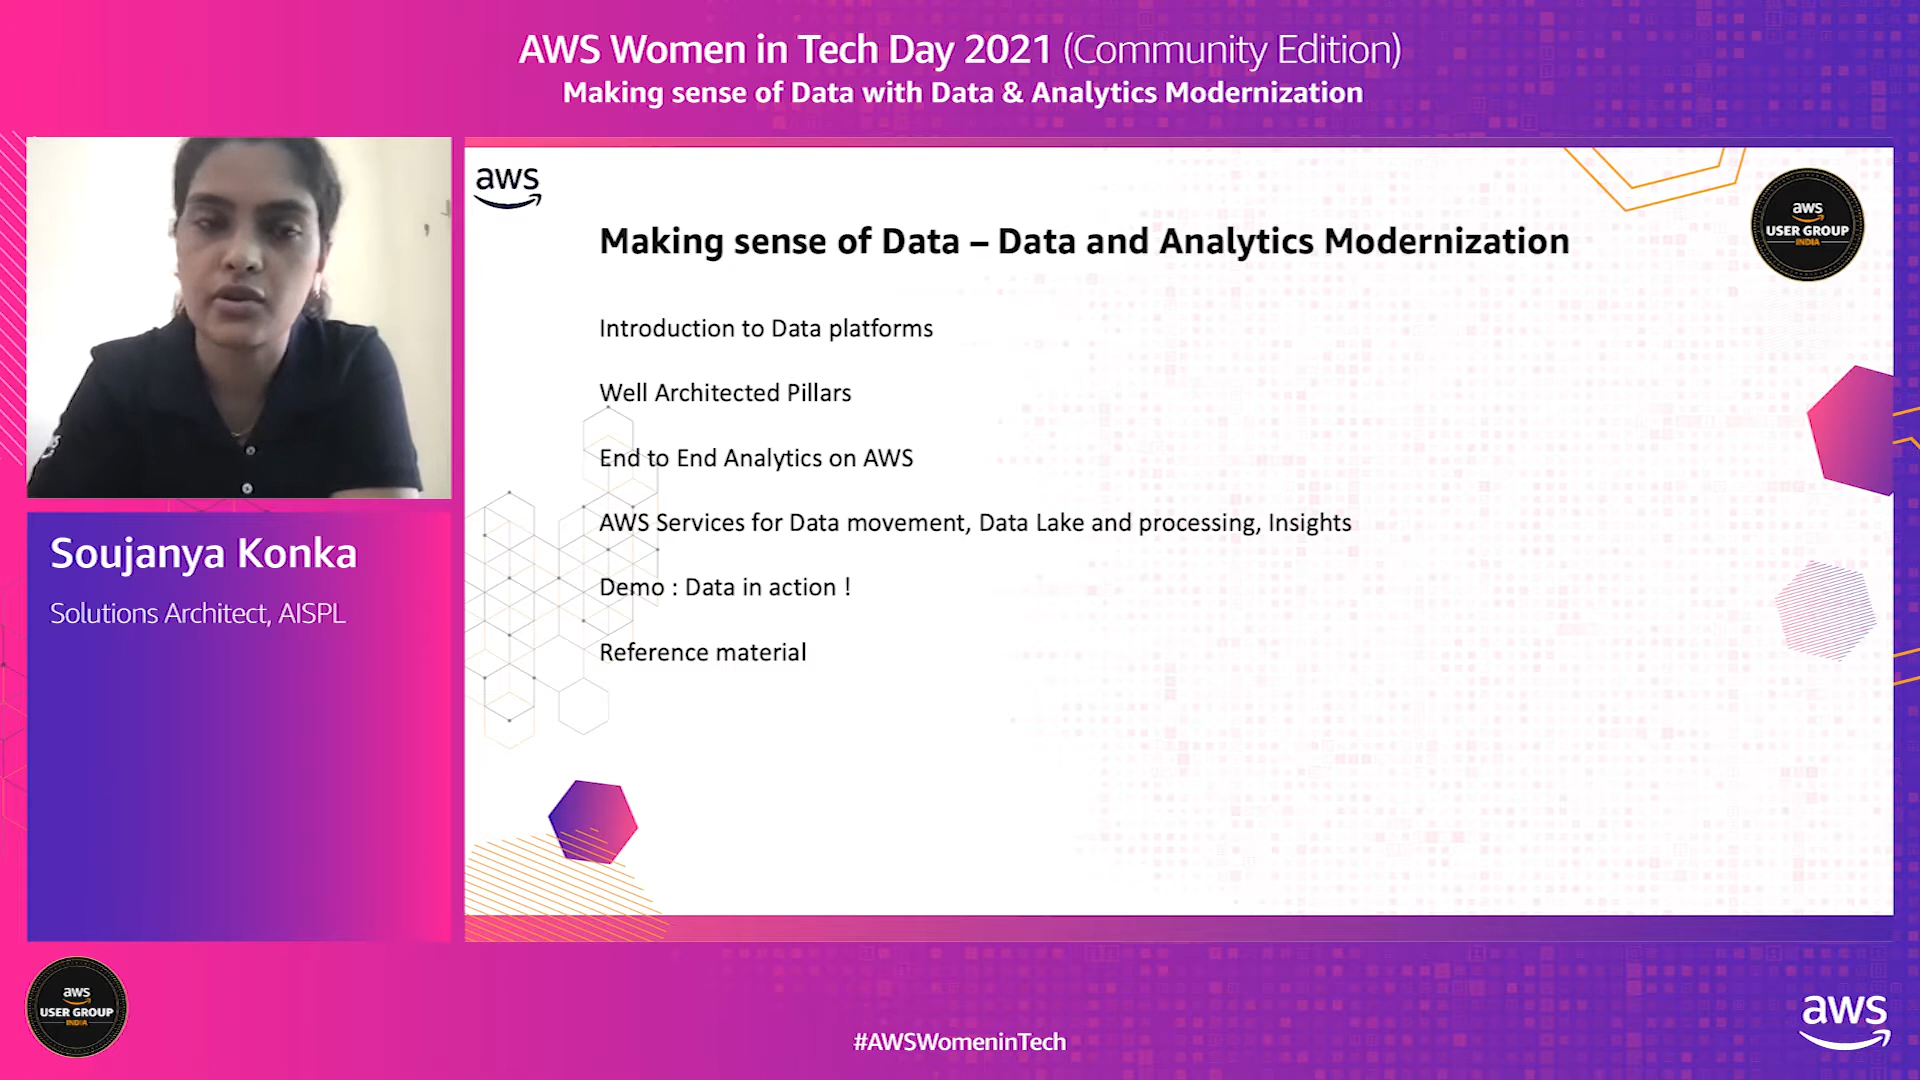 AWS Women in Tech Day 2021 (Community Edition)
Making sense of Data with Data & Analytics Modernization
aws
Making sense of Data – Data and Analytics Modernization
aws
USER GROUP
INDIA
Introduction to Data platforms
Well Architected Pillars
End to End Analytics on AWS
AWS Services for Data movement, Data Lake and processing, Insights
Demo : Data in action !
Reference material
Soujanya Konka
Solutions Architect, AISPL
aws
USER GROUP
INDIA
#AWSWomeninTech
aws